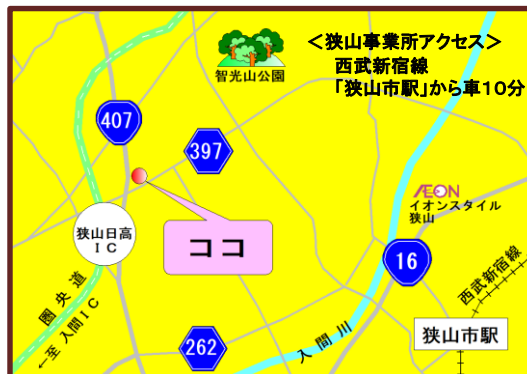 <狭山事業所アクセス>
西武新宿線
「狭山市駅」から車10分
智光山公園
407
397
ÆON
イオンスタイル
狭山
狭山日高
IC
ココ
16
西武新宿線
圏央道
←至 入間IC
262
入間川
狭山市駅